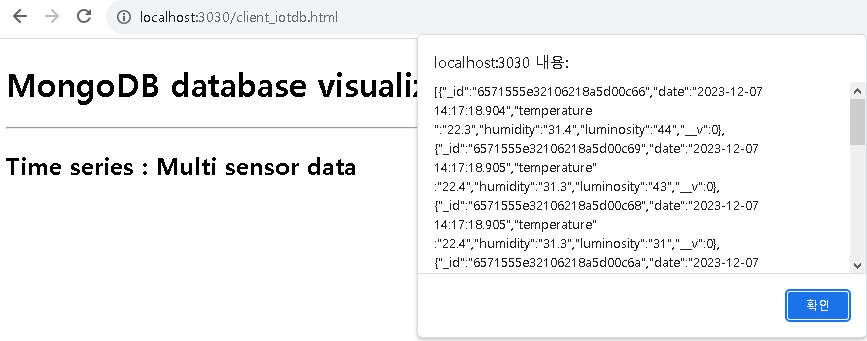 localhost:3030/client_iotdb.html
localhost:3030 내용:
MongoDB database visualiz
[{"_id":"6571555e32106218a5d00c66","date":"2023-12-07
14:17:18.904","temperature
":"22.3","humidity":"31.4","luminosity":"44","__v":0},
{"_id":"6571555e32106218a5d00c69","date":"2023-12-07
14:17:18.905","temperature"
:"22.4","humidity":"31.3","luminosity":"43","__v":0},
{"_id":"6571555e32106218a5d00c68","date":"2023-12-07
14:17:18.905","temperature"
:"22.4","humidity":"31.3","luminosity":"31","__v":0},
{"_id":"6571555e32106218a5d00c6a","date":"2023-12-07
Time series : Multi sensor data
확인